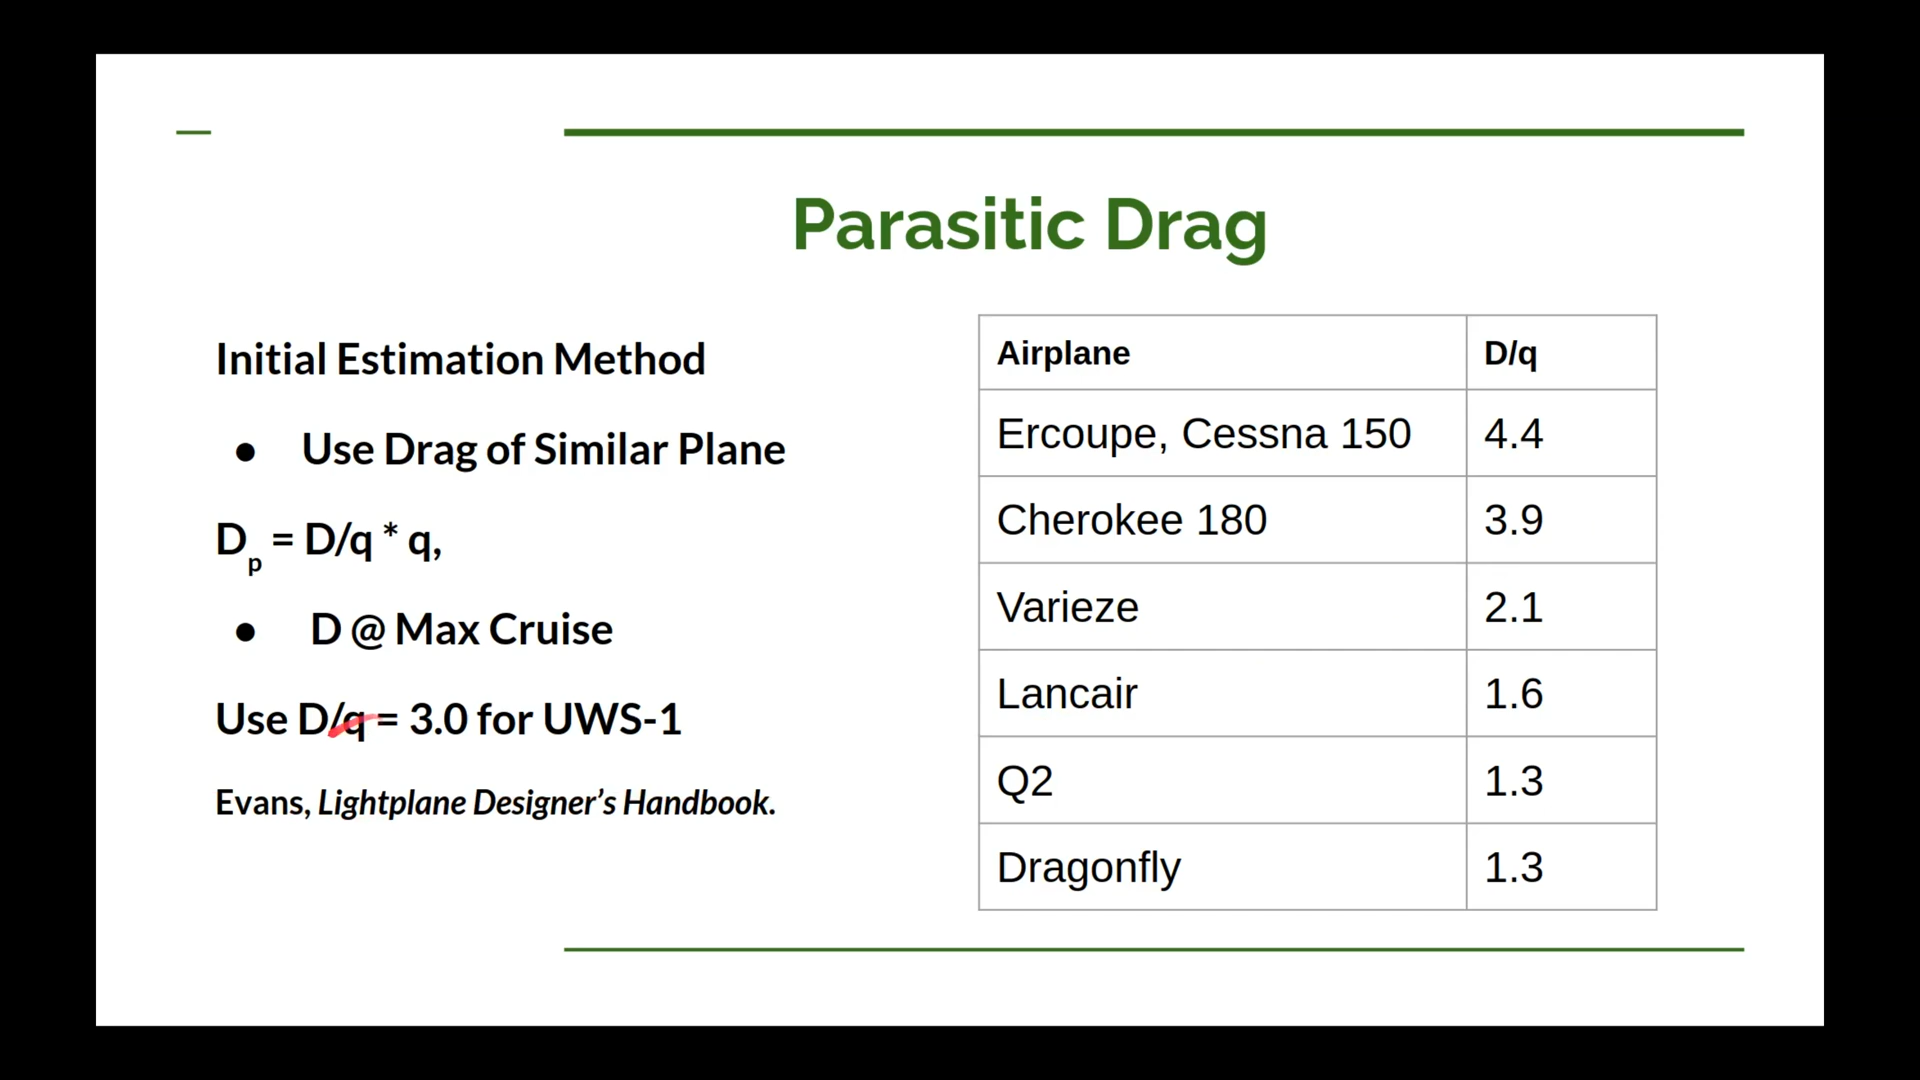 Parasitic Drag
Initial Estimation Method
● Use Drag of Similar Plane
Dp = D/q * q,
● D @ Max Cruise
Use D/q = 3.0 for UWS-1
Evans, Lightplane Designer’s Handbook.
Airplane D/q
Ercoupe, Cessna 150 4.4
Cherokee 180 3.9
Varieze 2.1
Lancair 1.6
Q2 1.3
Dragonfly 1.3